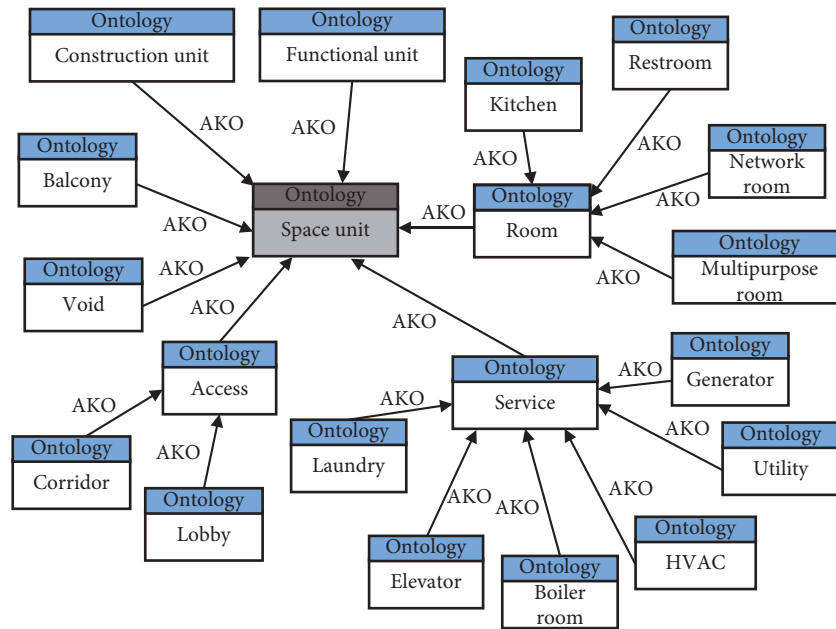 Ontology
Construction unit
Ontology
Functional unit
Ontology
Kitchen
Ontology
Restroom
AKO
AKO
AKO
AKO
Ontology
Balcony
Ontology
Network
room
AKO
Ontology
Space unit
AKO
Ontology
Room
AKO
Ontology
Multipurpose
room
AKO
Ontology
Void
AKO
AKO
AKO
Ontology
Access
Ontology
Service
AKO
Ontology
Generator
AKO
Ontology
Corridor
AKO
Ontology
Lobby
AKO
Ontology
Laundry
AKO
Ontology
Utility
AKO
Ontology
Elevator
AKO
Ontology
Boiler
room
AKO
Ontology
HVAC